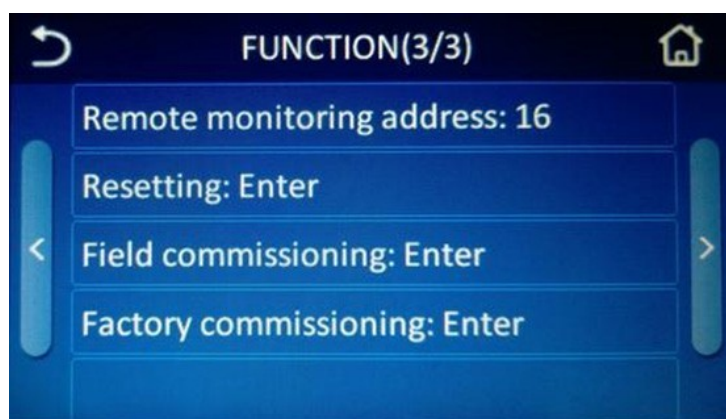 FUNCTION(3/3)
Remote monitoring address: 16
Resetting: Enter
Field commissioning: Enter
Factory commissioning: Enter